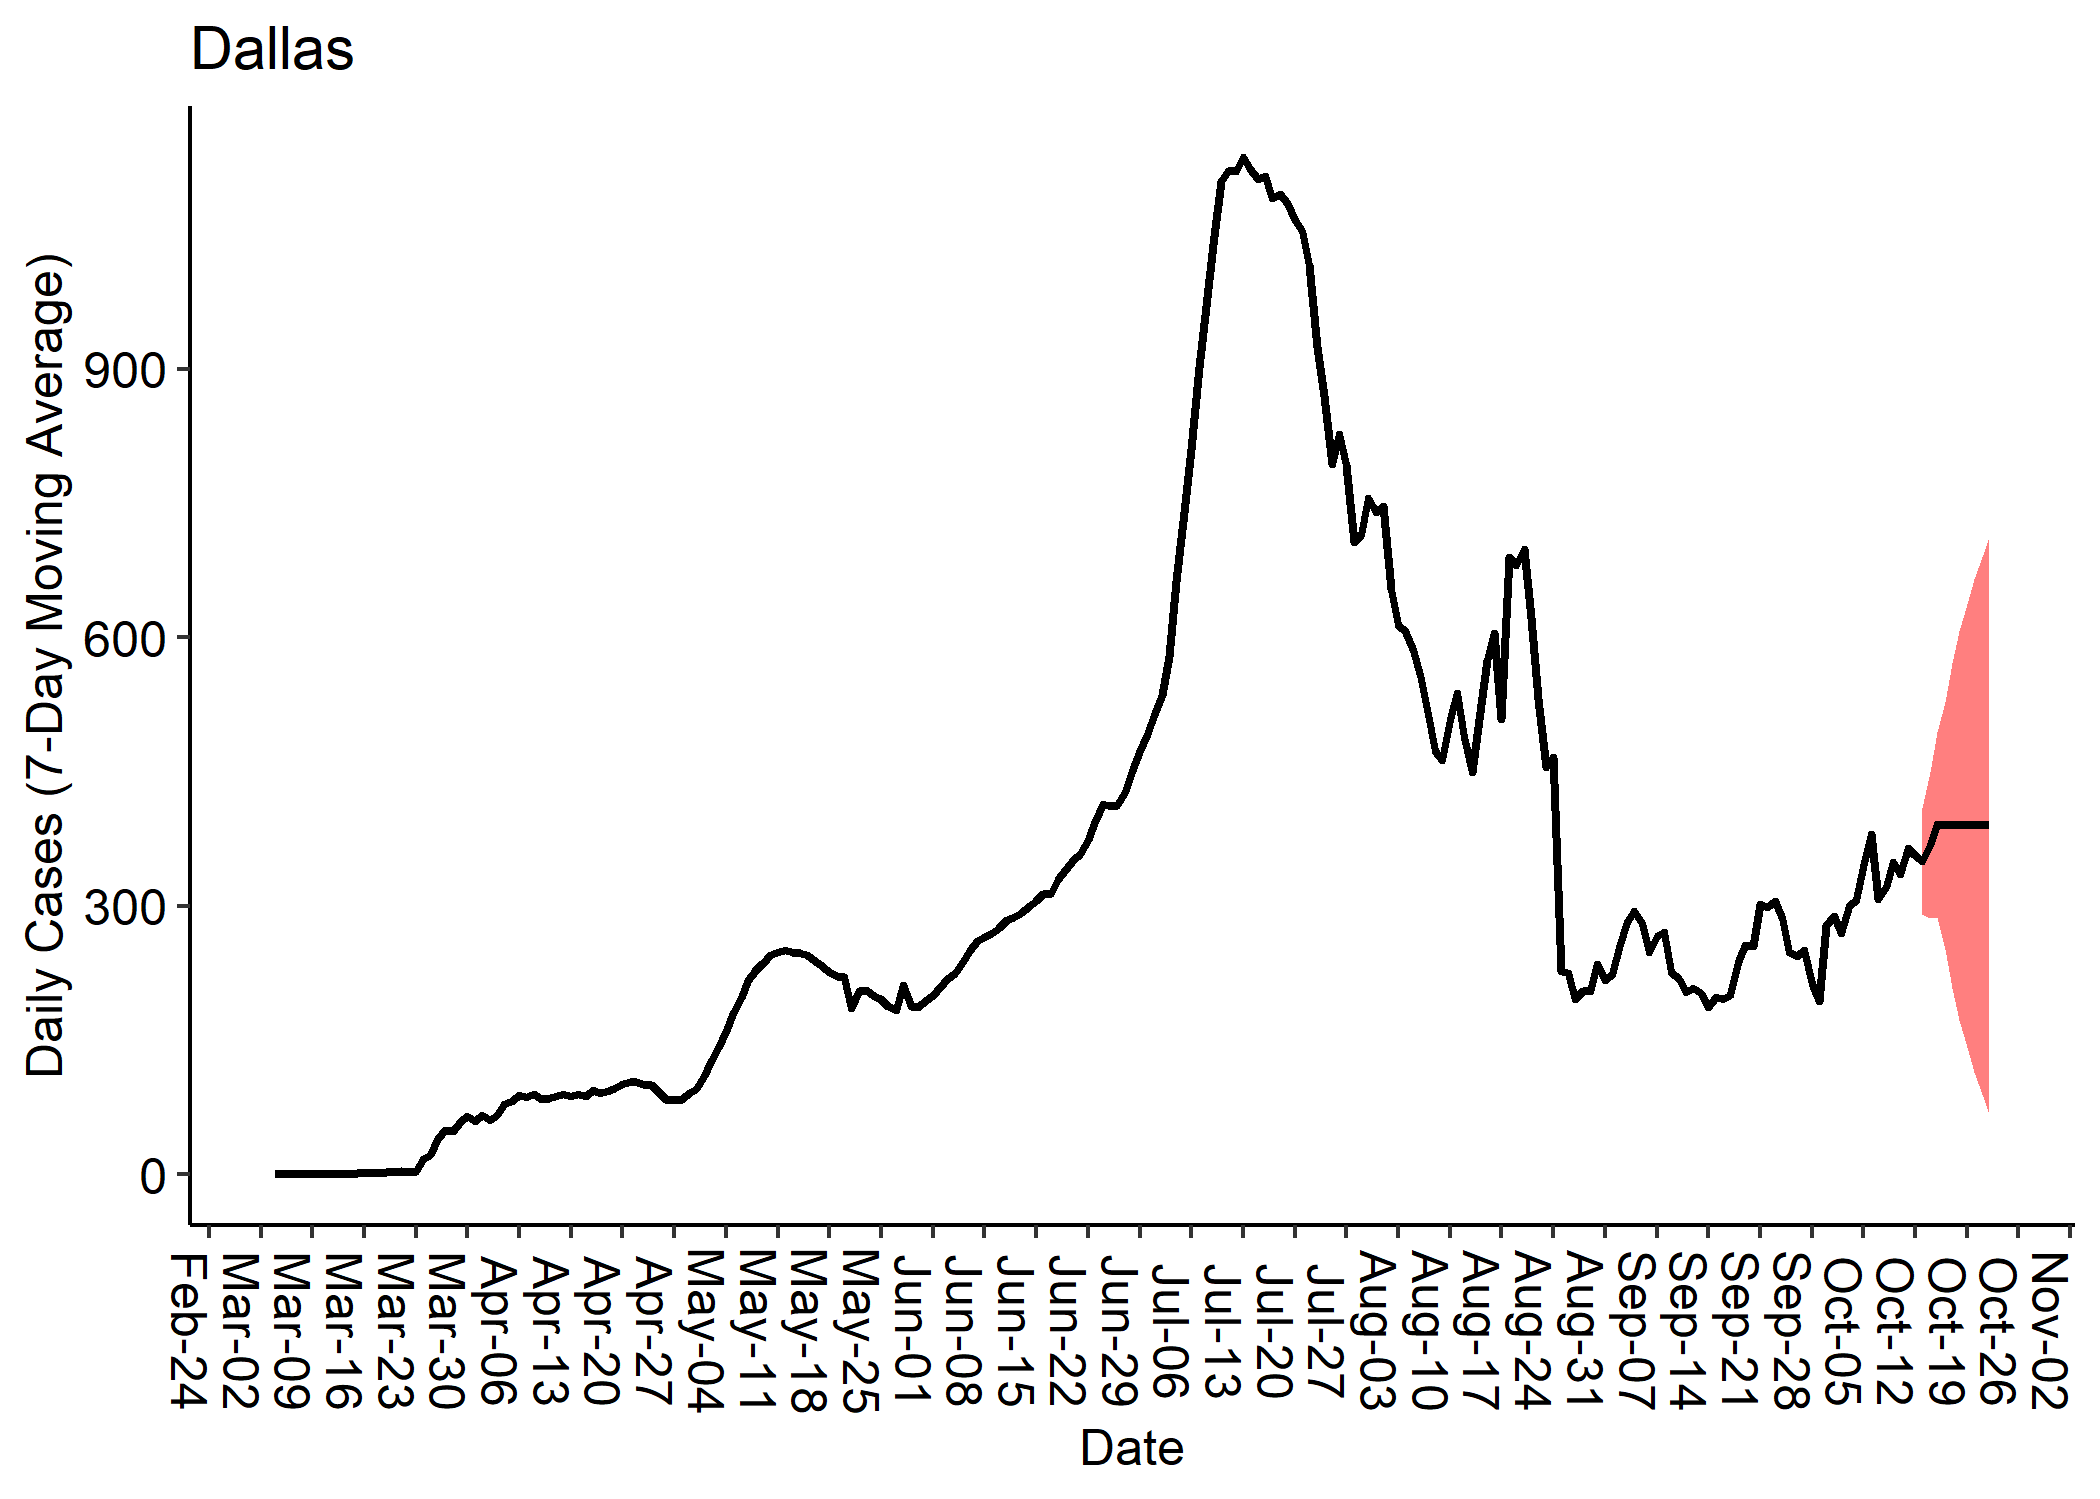 Dallas
Daily Cases (7-Day Moving Average)
900
600
300
0
Feb-24
Mar-02
Mar-09
Mar-16
Mar-23
Mar-30
Apr-06
Apr-13
Apr-20
Apr-27
May-04
May-11
May-18
May-25
Jun-01
Jun-08
Jun-15
Jun-22
Jun-29
Jul-06
Jul-13
Jul-20
Jul-27
Aug-03
Aug-10
Aug-17
Aug-24
Aug-31
Sep-07
Sep-14
Sep-21
Sep-28
Oct-05
Oct-12
Oct-19
Oct-26
Nov-02
Date